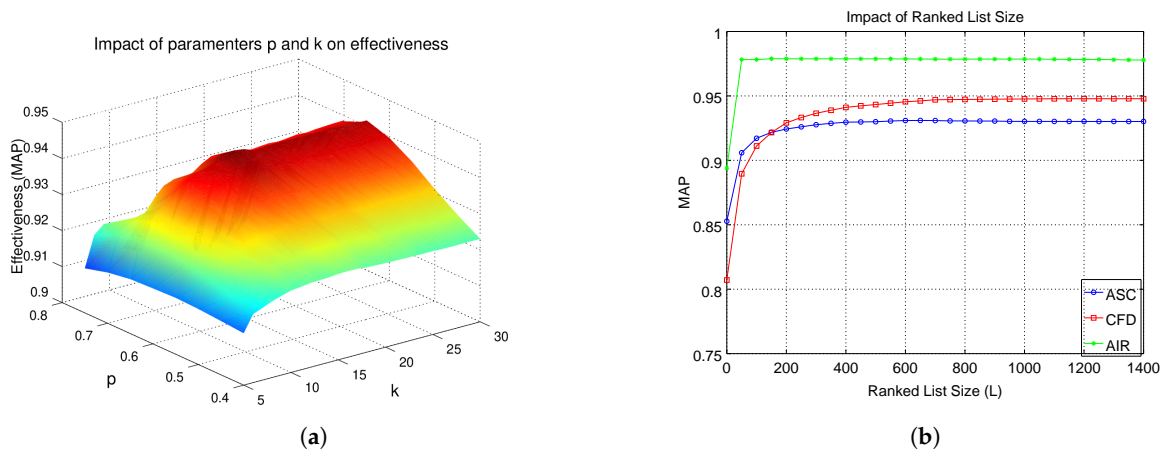 Impact of paramenters p and k on effectiveness
0.95
0.94
0.93
0.92
0.91
0.9
Effectiveness (MAP)
0.8
0.7
0.6
0.5
0.4
p
5
10
15
20
25
30
k
(a)
Impact of Ranked List Size
1
0.95
0.9
0.85
0.8
0.75
MAP
0
200
400
600
800
1000
1200
1400
Ranked List Size (L)
ASC
CFD
AIR
(b)